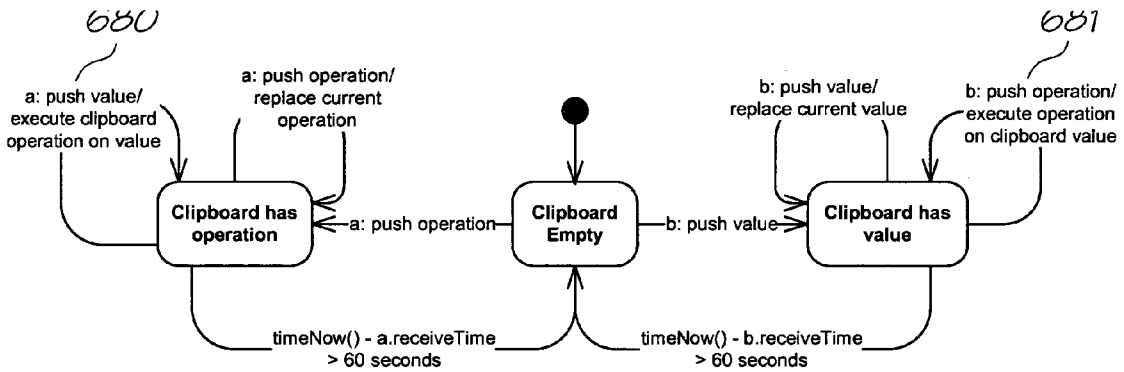 680
681
a: push value/
execute clipboard
operation on value
a: push operation/
replace current
operation
b: push value/
replace current value
b: push operation/
execute operation
on clipboard value
Clipboard has
operation
a: push operation
Clipboard
Empty
b: push value
Clipboard has
value
timeNow() - a.receiveTime
> 60 seconds
timeNow() - b.receiveTime
> 60 seconds